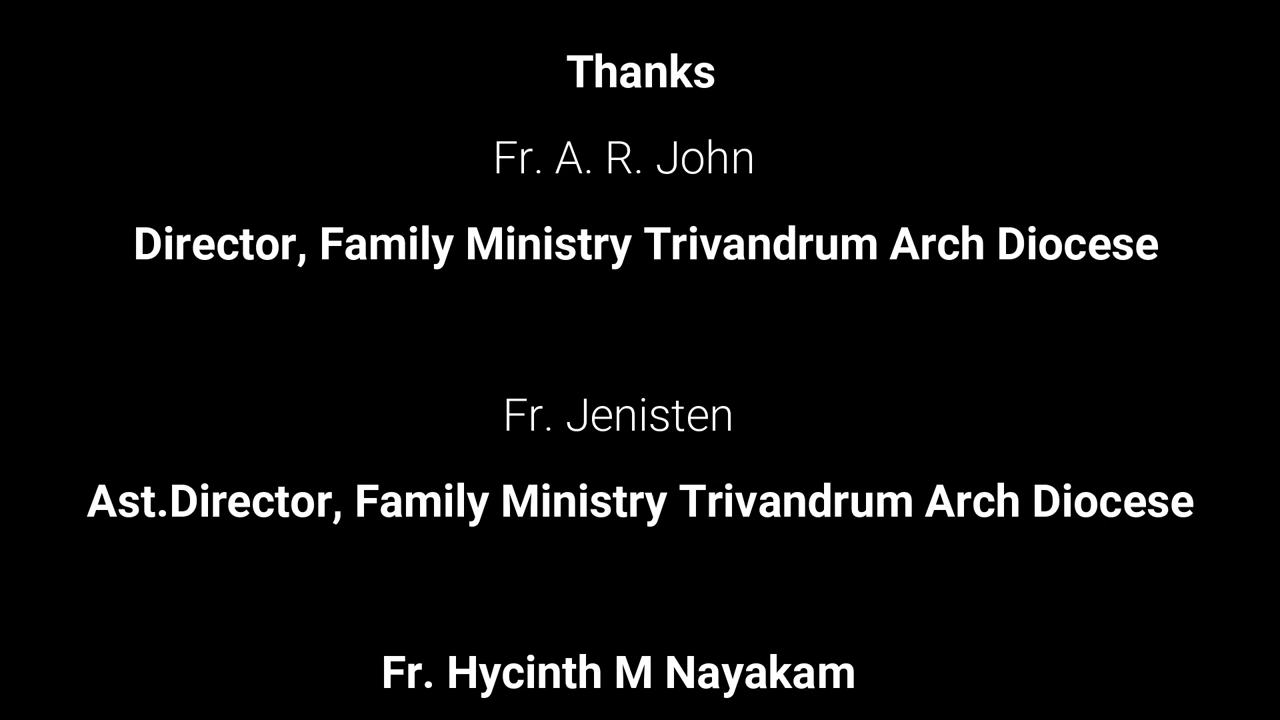 Thanks
Fr. A. R. John
Director, Family Ministry Trivandrum Arch Diocese
Fr. Jenisten
Ast.Director, Family Ministry Trivandrum Arch Diocese
Fr. Hycinth M Nayakam